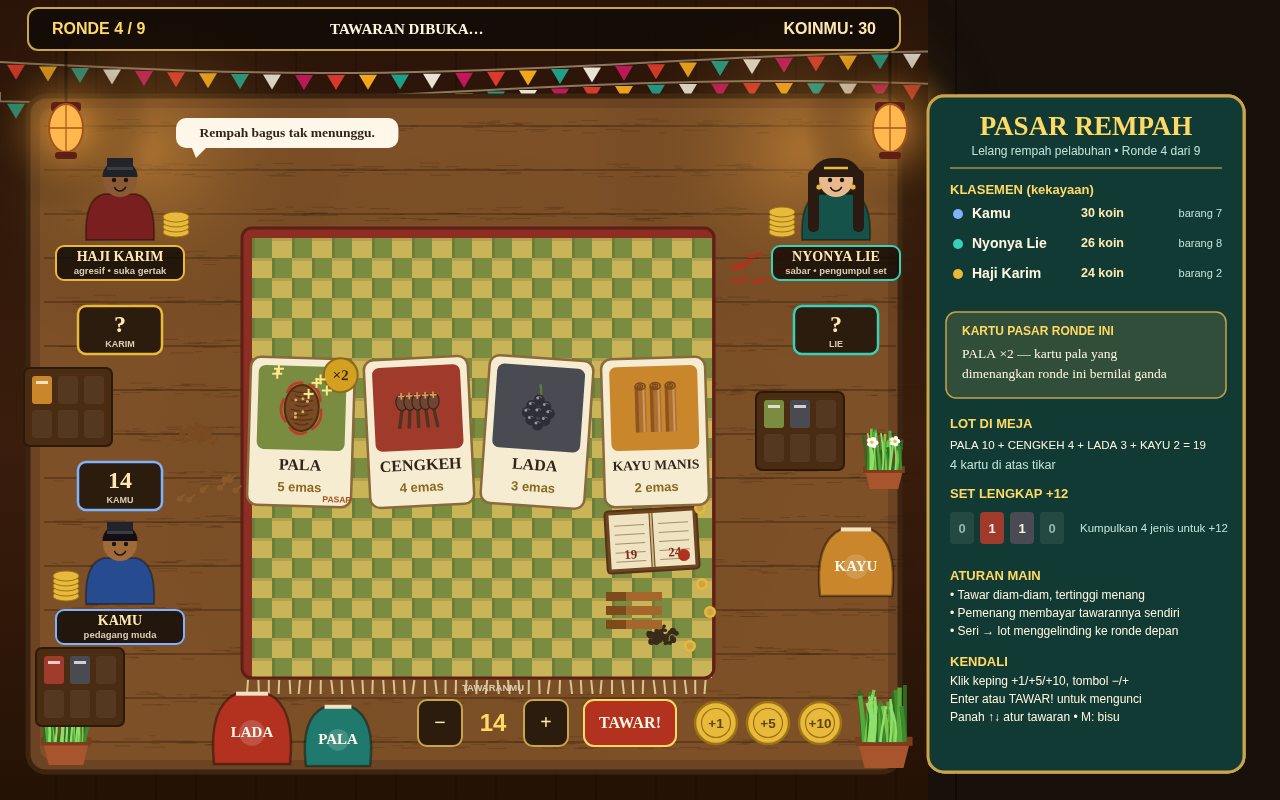 RONDE 4 / 9
TAWARAN DIBUKA…
KOINMU: 30
Rempah bagus tak menunggu.
HAJI KARIM
agresif • suka gertak
?
KARIM
NYONYA LIE
sabar • pengumpul set
?
LIE
14
KAMU
KAMU
pedagang muda
×2
PALA
5 emas
PASAR
CENGKEH
4 emas
LADA
3 emas
KAYU MANIS
2 emas
19
24
KAYU
LADA
PALA
TAWARANMU
−
14
+
TAWAR!
+1
+5
+10
PASAR REMPAH
Lelang rempah pelabuhan • Ronde 4 dari 9
KLASEMEN (kekayaan)
Kamu 30 koin barang 7
Nyonya Lie 26 koin barang 8
Haji Karim 24 koin barang 2
KARTU PASAR RONDE INI
PALA ×2 — kartu pala yang
dimenangkan ronde ini bernilai ganda
LOT DI MEJA
PALA 10 + CENGKEH 4 + LADA 3 + KAYU 2 = 19
4 kartu di atas tikar
SET LENGKAP +12
0 1 1 0 Kumpulkan 4 jenis untuk +12
ATURAN MAIN
• Tawar diam-diam, tertinggi menang
• Pemenang membayar tawarannya sendiri
• Seri → lot menggelinding ke ronde depan
KENDALI
Klik keping +1/+5/+10, tombol −/+
Enter atau TAWAR! untuk mengunci
Panah ↑↓ atur tawaran • M: bisu